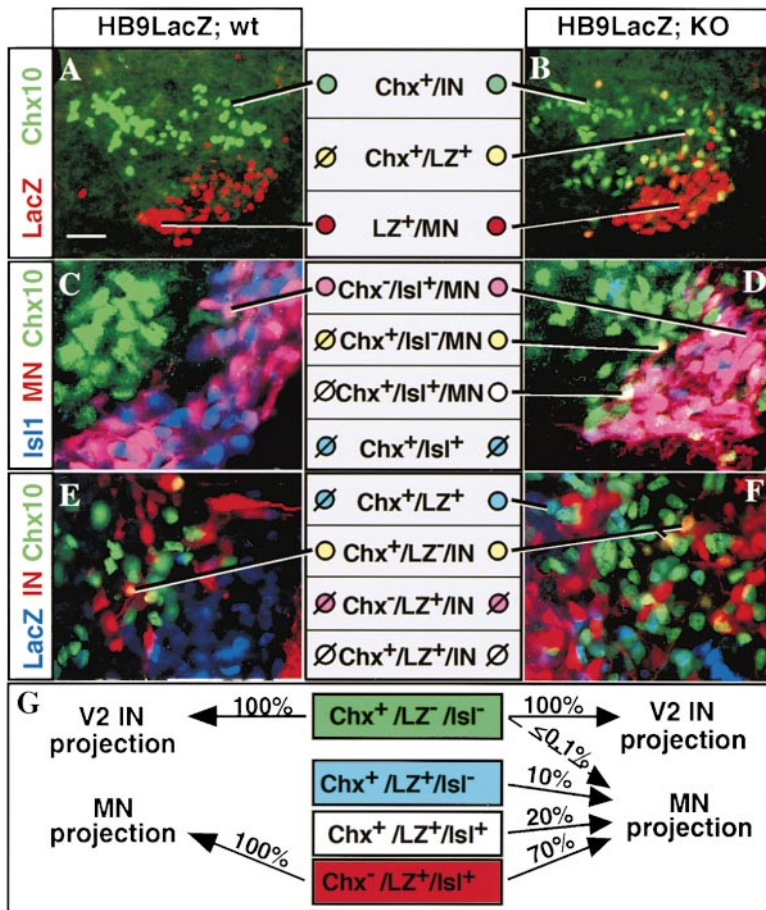 HB9LacZ; wt
HB9LacZ; KO
LacZ Chx10
A
Chx⁺/IN
B
Chx⁺/LZ⁺
LZ⁺/MN
Isl1 MN Chx10
C
Chx⁻/Isl⁺/MN
D
Chx⁺/Isl⁻/MN
Chx⁺/Isl⁺/MN
Chx⁺/Isl⁺
LacZ IN Chx10
E
Chx⁺/LZ⁺
F
Chx⁺/LZ⁻/IN
Chx⁻/LZ⁺/IN
Chx⁺/LZ⁺/IN
G
V2 IN
projection
100%
Chx⁺/LZ⁻/Isl⁻
100%
V2 IN
projection
≤0.1%
Chx⁺/LZ⁺/Isl⁻
10%
MN
projection
Chx⁺/LZ⁺/Isl⁺
20%
MN
projection
100%
Chx⁻/LZ⁺/Isl⁺
70%